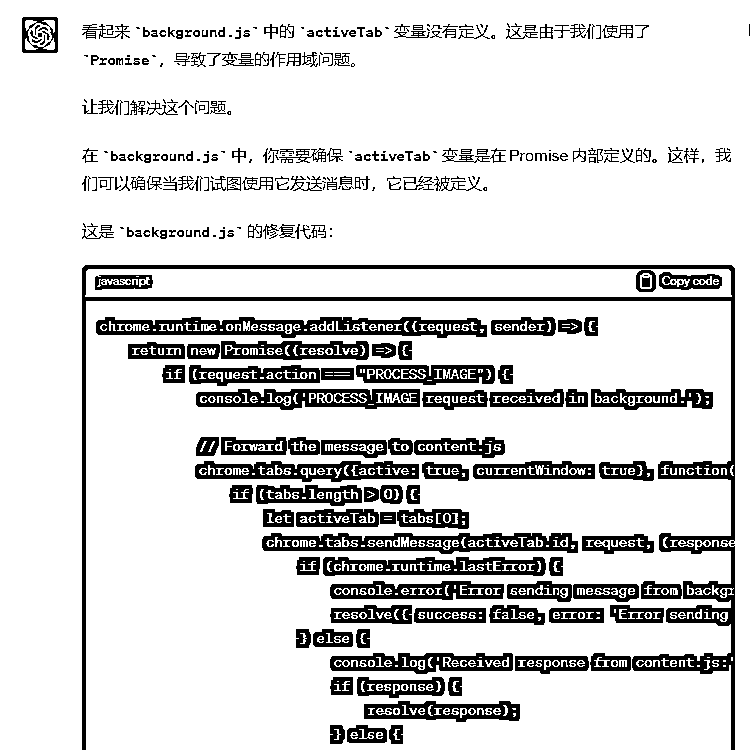 看起来 `background.js` 中的 `activeTab` 变量没有定义。这是由于我们使用了
`Promise`，导致了变量的作用域问题。
让我们解决这个问题。
在 `background.js` 中，你需要确保 `activeTab` 变量是在 Promise 内部定义的。这样，我
们可以确保当我们试图使用它发送消息时，它已经被定义。
这是 `background.js` 的修复代码：
javascript Copy code
chrome.runtime.onMessage.addListener((request, sender) => {
return new Promise((resolve) => {
if (request.action === "PROCESS_IMAGE") {
console.log('PROCESS_IMAGE request received in background.');
// Forward the message to content.js
chrome.tabs.query({active: true, currentWindow: true}, function(
if (tabs.length > 0) {
let activeTab = tabs[0];
chrome.tabs.sendMessage(activeTab.id, request, (response
if (chrome.runtime.lastError) {
console.error('Error sending message from backgr
resolve({ success: false, error: 'Error sending
} else {
console.log('Received response from content.js:'
if (response) {
resolve(response);
} else {